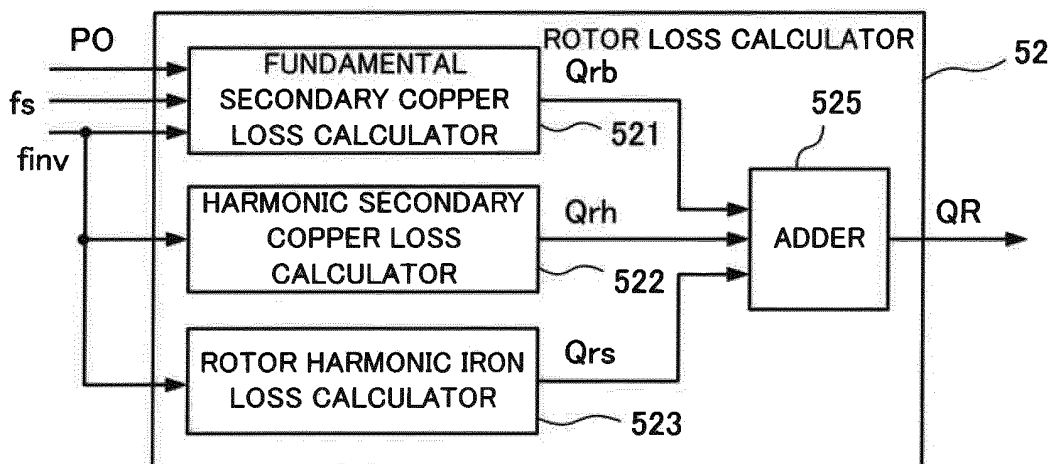 PO
fs
finv
ROTOR LOSS CALCULATOR
52
FUNDAMENTAL
SECONDARY COPPER
LOSS CALCULATOR
Qrb
521
525
HARMONIC SECONDARY
COPPER LOSS
CALCULATOR
Qrh
522
ADDER
QR
ROTOR HARMONIC IRON
LOSS CALCULATOR
Qrs
523